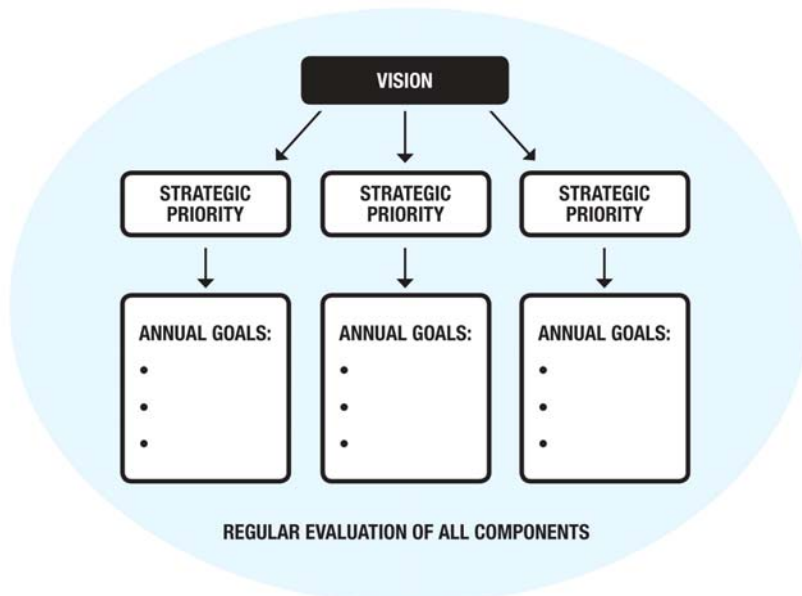 VISION
STRATEGIC
PRIORITY
STRATEGIC
PRIORITY
STRATEGIC
PRIORITY
ANNUAL GOALS:
•
•
•
ANNUAL GOALS:
•
•
•
ANNUAL GOALS:
•
•
•
REGULAR EVALUATION OF ALL COMPONENTS